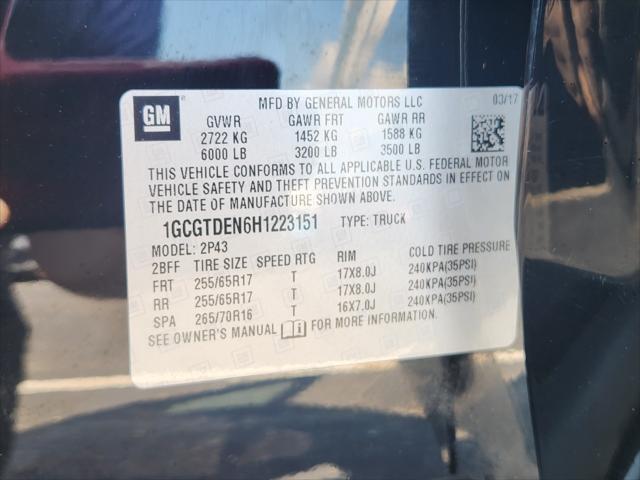 GM
MFD BY GENERAL MOTORS LLC 03/17
GVWR GAWR FRT GAWR RR
2722 KG 1452 KG 1588 KG
6000 LB 3200 LB 3500 LB
THIS VEHICLE CONFORMS TO ALL APPLICABLE U.S. FEDERAL MOTOR
VEHICLE SAFETY AND THEFT PREVENTION STANDARDS IN EFFECT ON
THE DATE OF MANUFACTURE SHOWN ABOVE.
1GCGTDEN6H1223151 TYPE: TRUCK
MODEL: 2P43
2BFF TIRE SIZE SPEED RTG RIM COLD TIRE PRESSURE
FRT 255/65R17 T 17X8.0J 240KPA(35PSI)
RR 255/65R17 T 17X8.0J 240KPA(35PSI)
SPA 265/70R16 T 16X7.0J 240KPA(35PSI)
SEE OWNER'S MANUAL FOR MORE INFORMATION.